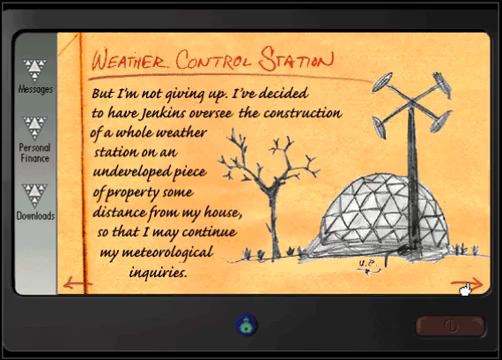 WEATHER CONTROL STATION
But I'm not giving up. I've decided
to have Jenkins oversee the construction
of a whole weather
station on an
undeveloped piece
of property some
distance from my house,
so that I may continue
my meteorological
inquiries.
Messages
Personal
Finance
Downloads